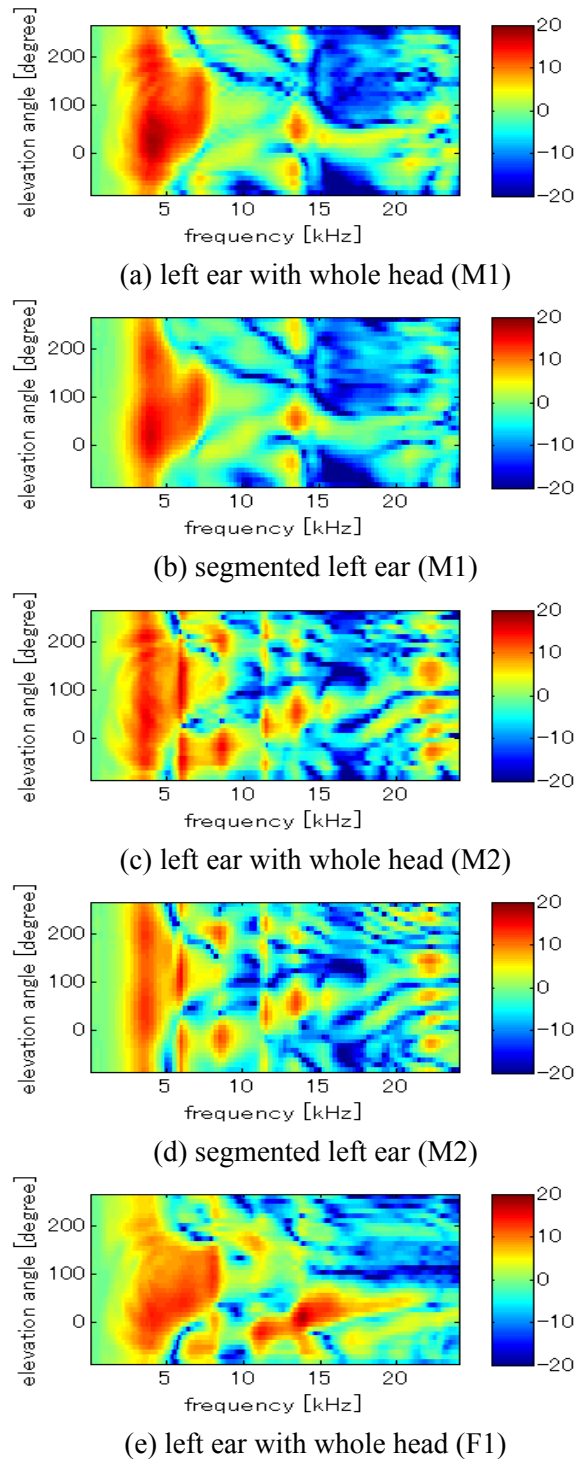 20
200
10
100
0
0
−10
−20
5 10 15 20
elevation angle [degree]
frequency [kHz]
(a) left ear with whole head (M1)
20
200
10
100
0
0
−10
−20
5 10 15 20
elevation angle [degree]
frequency [kHz]
(b) segmented left ear (M1)
20
200
10
100
0
0
−10
−20
5 10 15 20
elevation angle [degree]
frequency [kHz]
(c) left ear with whole head (M2)
20
200
10
100
0
0
−10
−20
5 10 15 20
elevation angle [degree]
frequency [kHz]
(d) segmented left ear (M2)
20
200
10
100
0
0
−10
−20
5 10 15 20
elevation angle [degree]
frequency [kHz]
(e) left ear with whole head (F1)